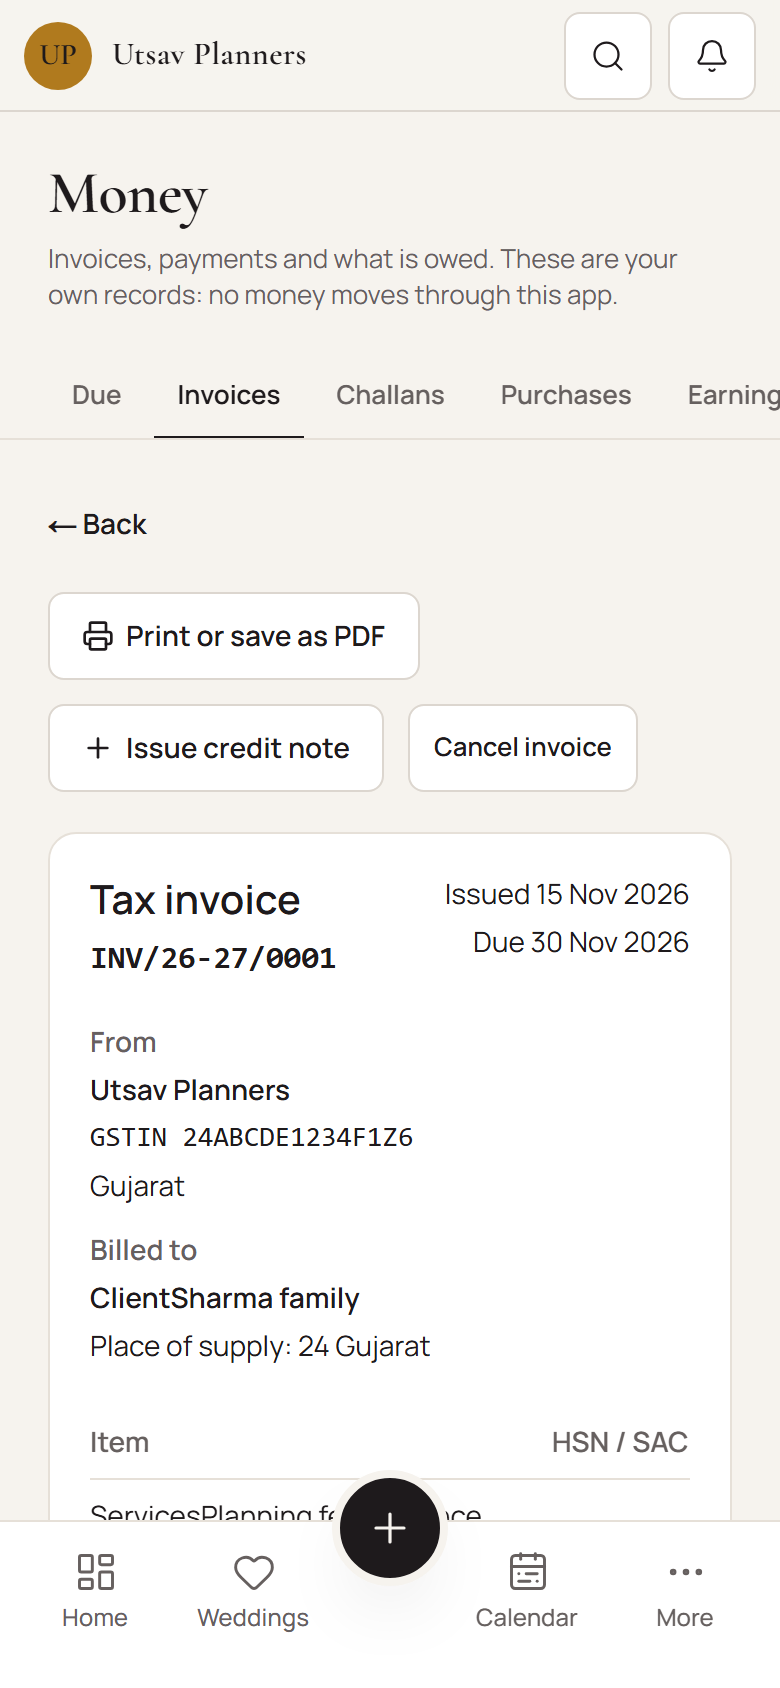 UP Utsav Planners
Money
Invoices, payments and what is owed. These are your
own records: no money moves through this app.
Due Invoices Challans Purchases Earning
← Back
Print or save as PDF
+ Issue credit note Cancel invoice
Tax invoice Issued 15 Nov 2026
INV/26-27/0001 Due 30 Nov 2026
From
Utsav Planners
GSTIN 24ABCDE1234F1Z6
Gujarat
Billed to
ClientSharma family
Place of supply: 24 Gujarat
Item HSN / SAC
ServicesPlanning
Home Weddings Calendar More